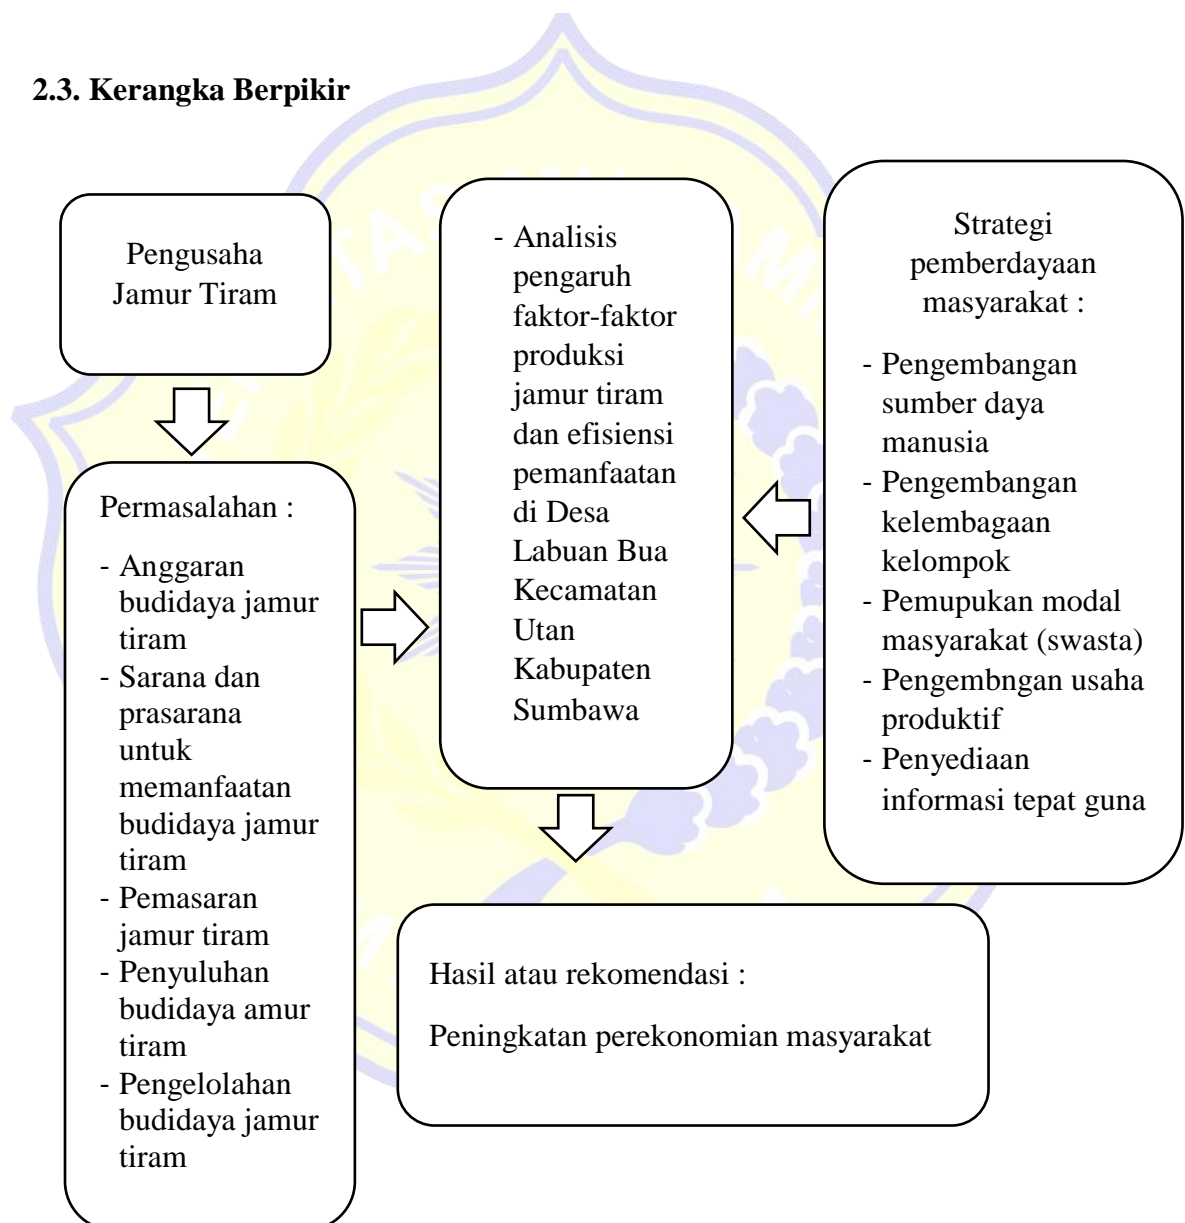 2.3. Kerangka Berpikir
Pengusaha
Jamur Tiram
Permasalahan :
- Anggaran
budidaya jamur
tiram
- Sarana dan
prasarana
untuk
memanfaatan
budidaya jamur
tiram
- Pemasaran
jamur tiram
- Penyuluhan
budidaya amur
tiram
- Pengelolahan
budidaya jamur
tiram
- Analisis
pengaruh
faktor-faktor
produksi
jamur tiram
dan efisiensi
pemanfaatan
di Desa
Labuan Bua
Kecamatan
Utan
Kabupaten
Sumbawa
Strategi
pemberdayaan
masyarakat :
- Pengembangan
sumber daya
manusia
- Pengembangan
kelembagaan
kelompok
- Pemupukan modal
masyarakat (swasta)
- Pengembngan usaha
produktif
- Penyediaan
informasi tepat guna
Hasil atau rekomendasi :
Peningkatan perekonomian masyarakat